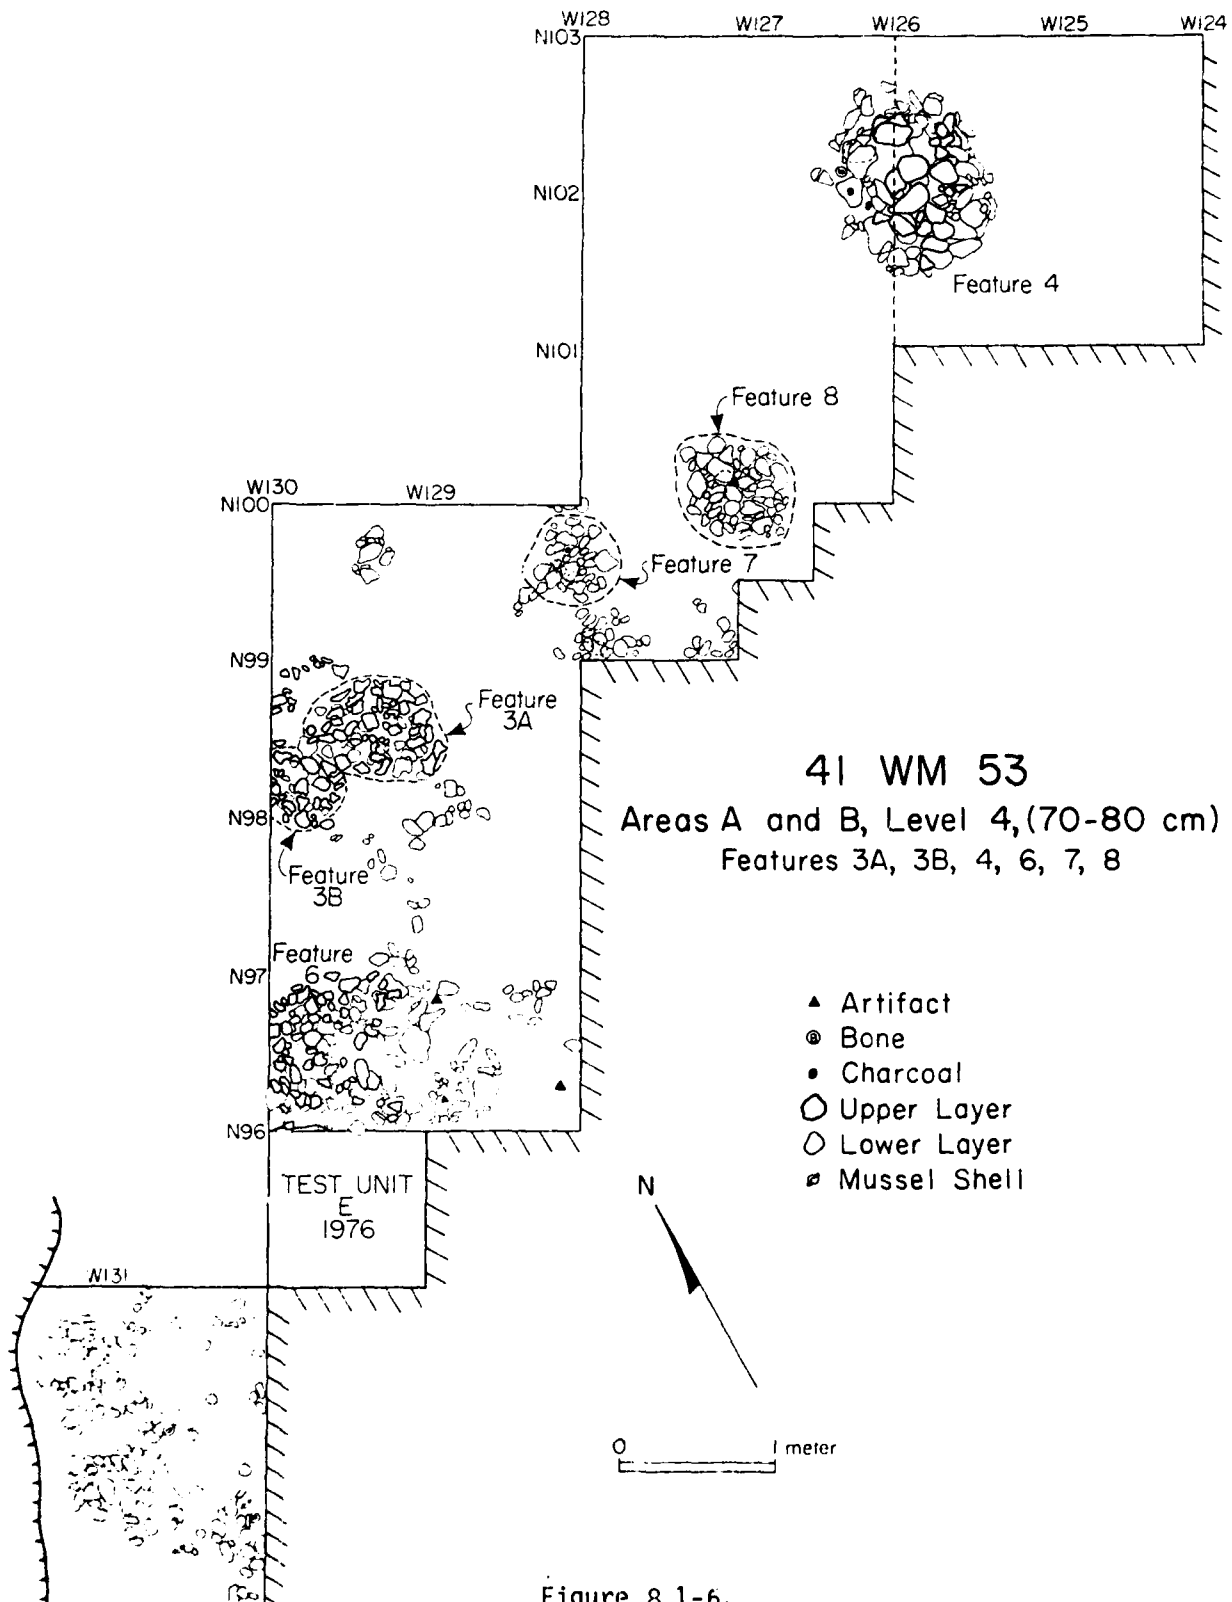 W128 W127 W126 W125 W124
N103
N102
Feature 4
N101
Feature 8
W130 W129
N100
Feature 7
N99
Feature
3A
N98
Feature
3B
Feature
6
N97
N96
TEST UNIT
E
1976
W131
41 WM 53
Areas A and B, Level 4, (70-80 cm)
Features 3A, 3B, 4, 6, 7, 8
Artifact
Bone
Charcoal
Upper Layer
Lower Layer
Mussel Shell
N
0 1 meter
Figure 8.1-6.